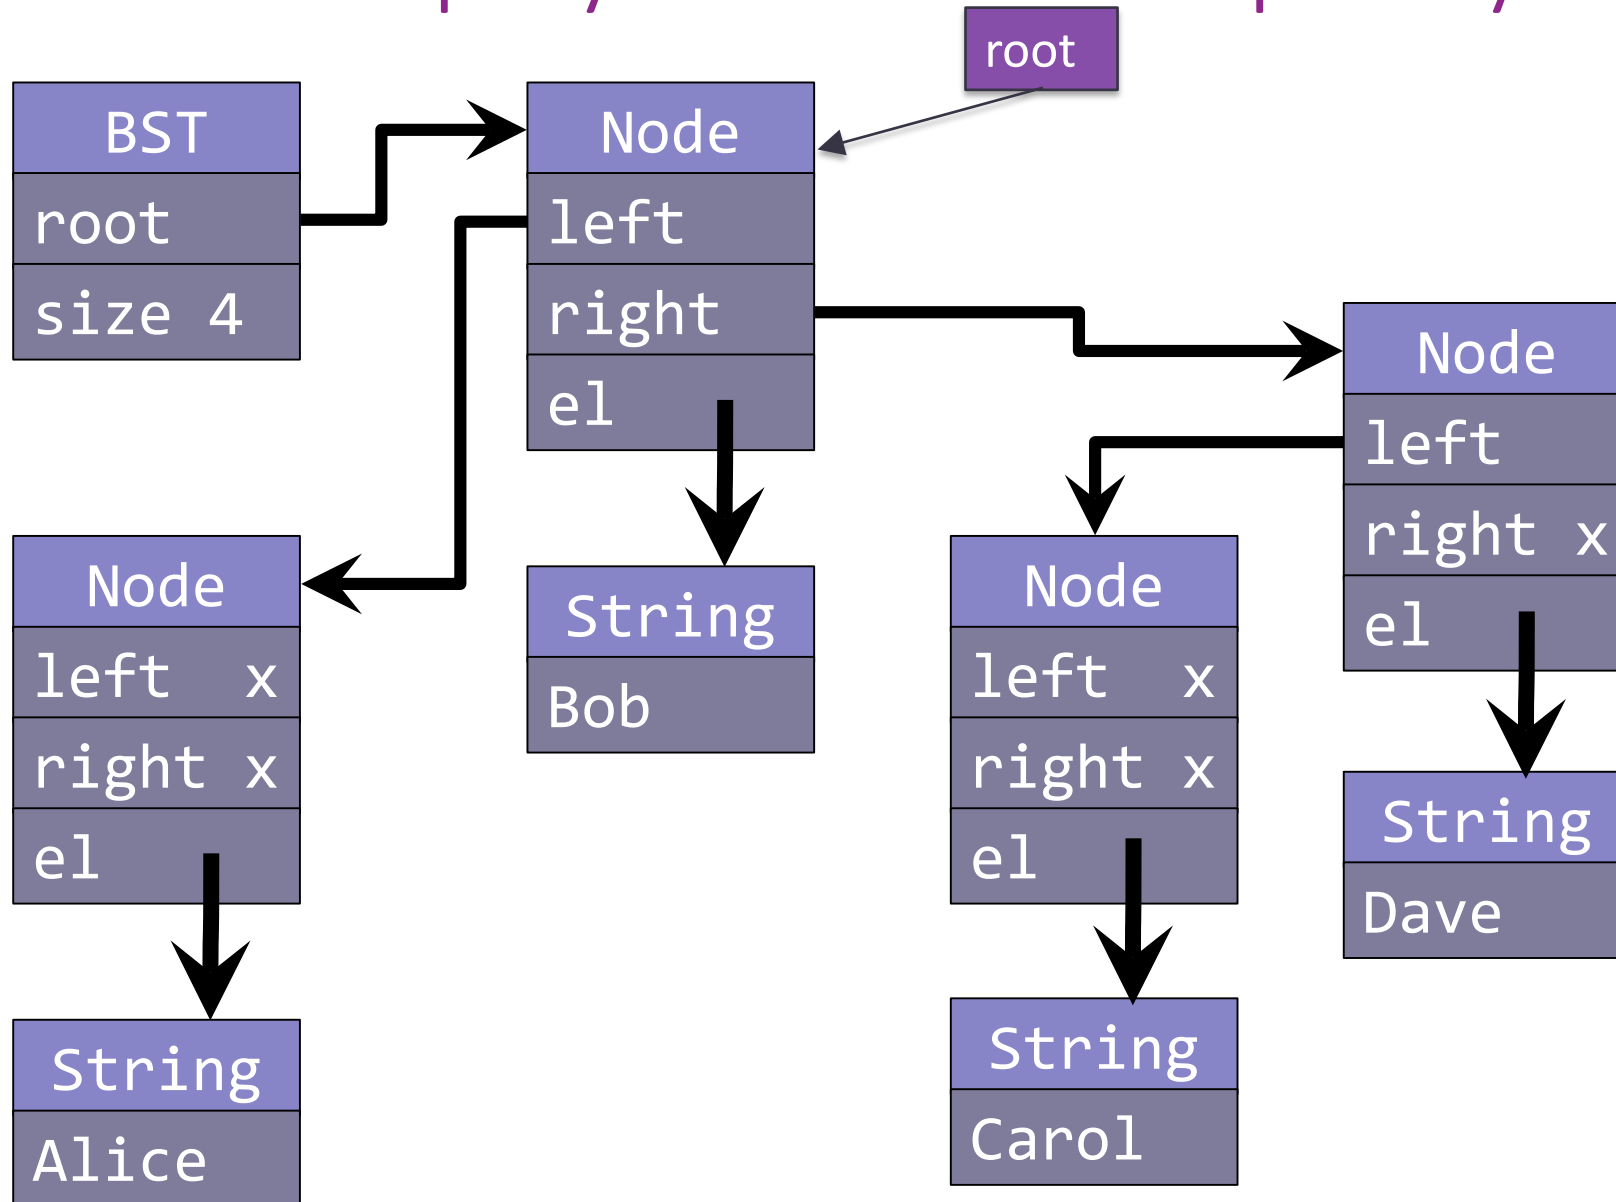 root
BST
root
size 4
Node
left
right
el
Node
left
right x
el
Node
left x
right x
el
String
Bob
Node
left x
right x
el
String
Dave
String
Alice
String
Carol